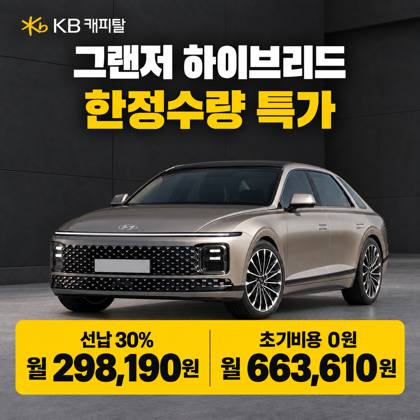 KB 캐피탈
그랜저 하이브리드
한정수량 특가
선납 30%
월 298,190원
초기비용 0원
월 663,610원